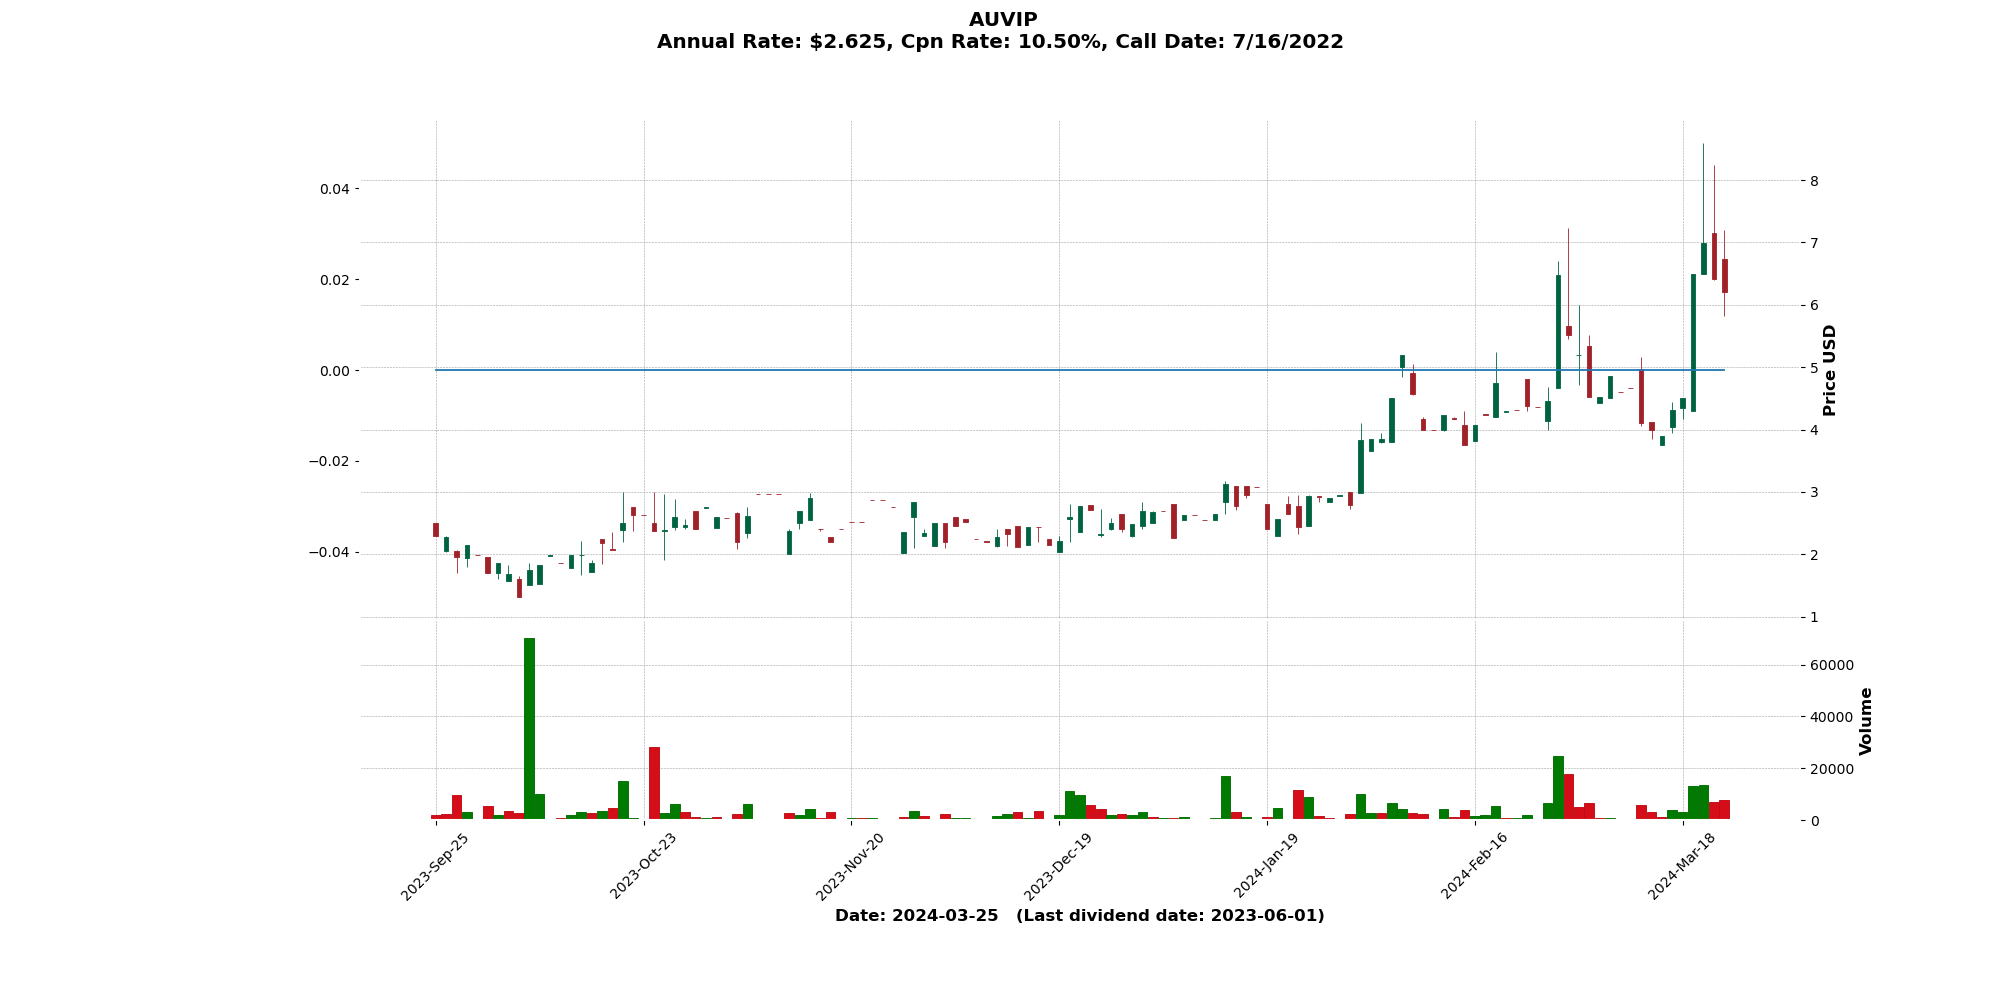 AUVIP
Annual Rate: $2.625, Cpn Rate: 10.50%, Call Date: 7/16/2022
0.04
0.02
0.00
−0.02
−0.04
8
7
6
5
4
3
2
1
Price USD
60000
40000
20000
0
Volume
2023-Sep-25
2023-Oct-23
2023-Nov-20
2023-Dec-19
2024-Jan-19
2024-Feb-16
2024-Mar-18
Date: 2024-03-25 (Last dividend date: 2023-06-01)